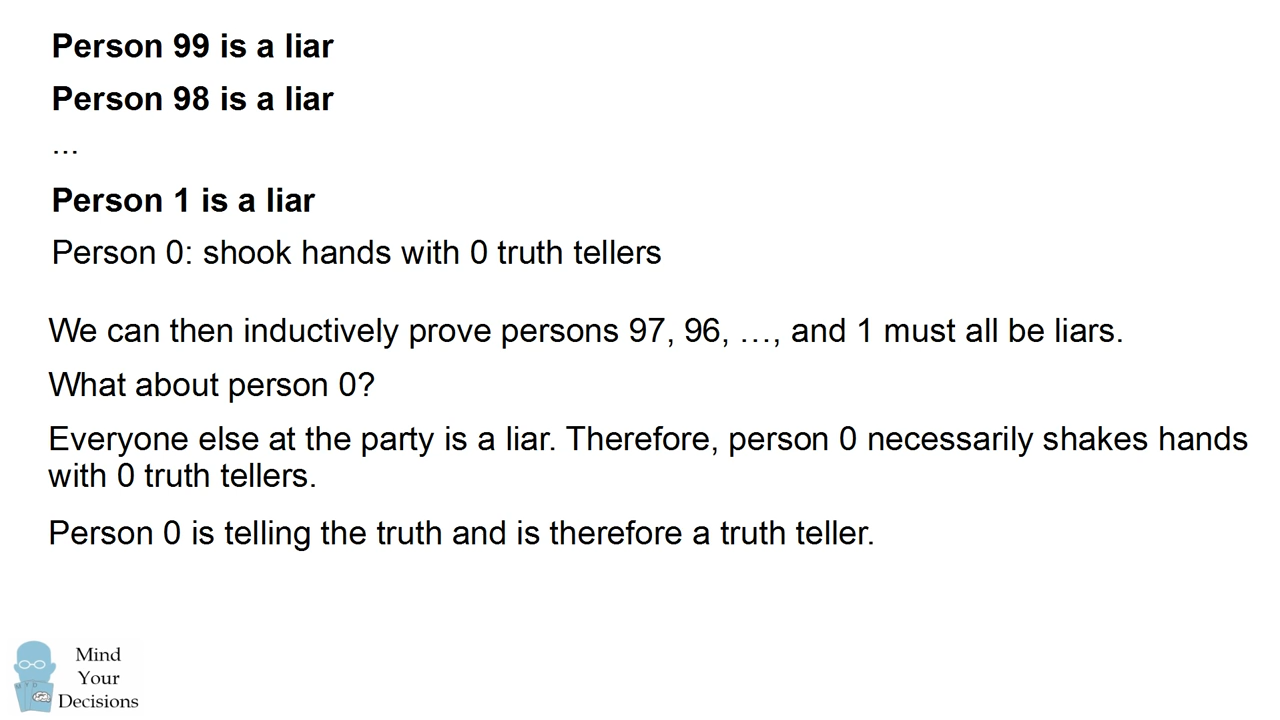 Person 99 is a liar
Person 98 is a liar
...
Person 1 is a liar
Person 0: shook hands with 0 truth tellers
We can then inductively prove persons 97, 96, …, and 1 must all be liars.
What about person 0?
Everyone else at the party is a liar. Therefore, person 0 necessarily shakes hands
with 0 truth tellers.
Person 0 is telling the truth and is therefore a truth teller.
Mind
Your
Decisions